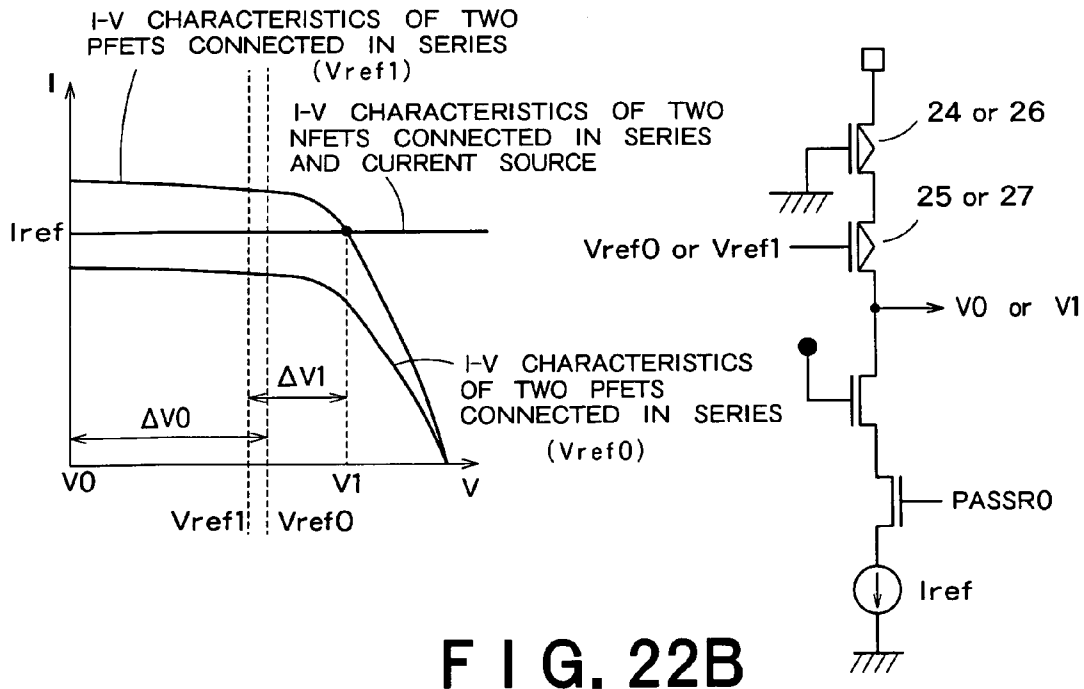 I-V CHARACTERISTICS OF TWO
PFETS CONNECTED IN SERIES
(Vref1)
I
I-V CHARACTERISTICS OF TWO
NFETS CONNECTED IN SERIES
AND CURRENT SOURCE
Iref
I-V CHARACTERISTICS
OF TWO PFETS
CONNECTED IN SERIES
(Vref0)
ΔV1
ΔV0
V0
V1
V
Vref1
Vref0
24 or 26
25 or 27
Vref0 or Vref1
V0 or V1
PASSR0
Iref
FIG. 22B